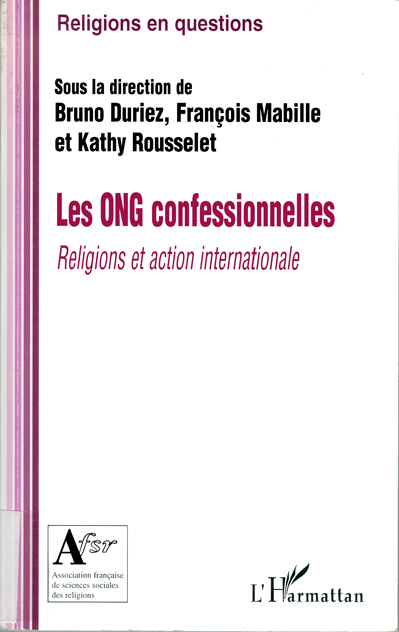 Religions en questions
Sous la direction de
Bruno Duriez, François Mabille
et Kathy Rousselet
Les ONG confessionnelles
Religions et action internationale
Afsr
Association française
de sciences sociales
des religions
L'Harmattan